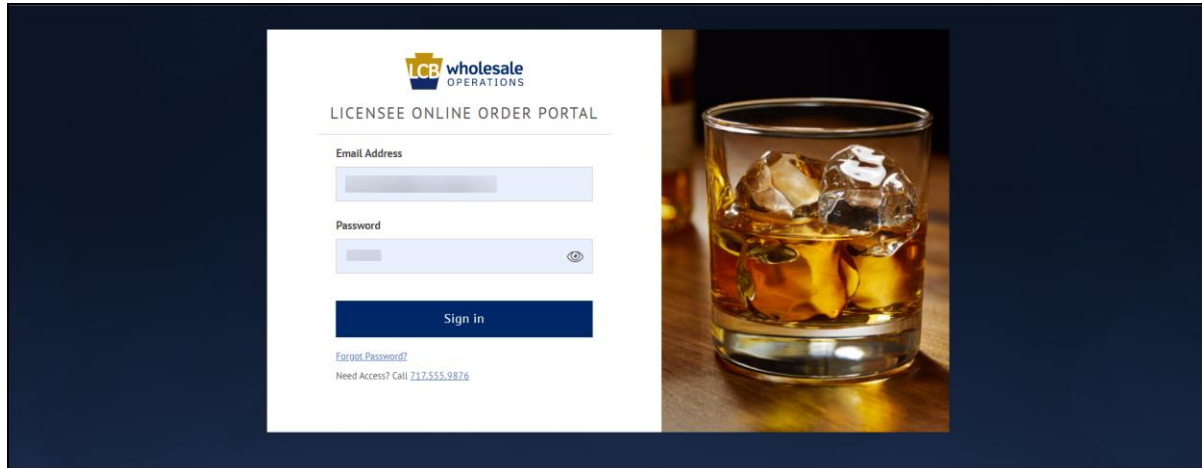 LCB wholesale
OPERATIONS
LICENSEE ONLINE ORDER PORTAL
Email Address
Password
Sign in
Forgot Password?
Need Access? Call 717.555.9876